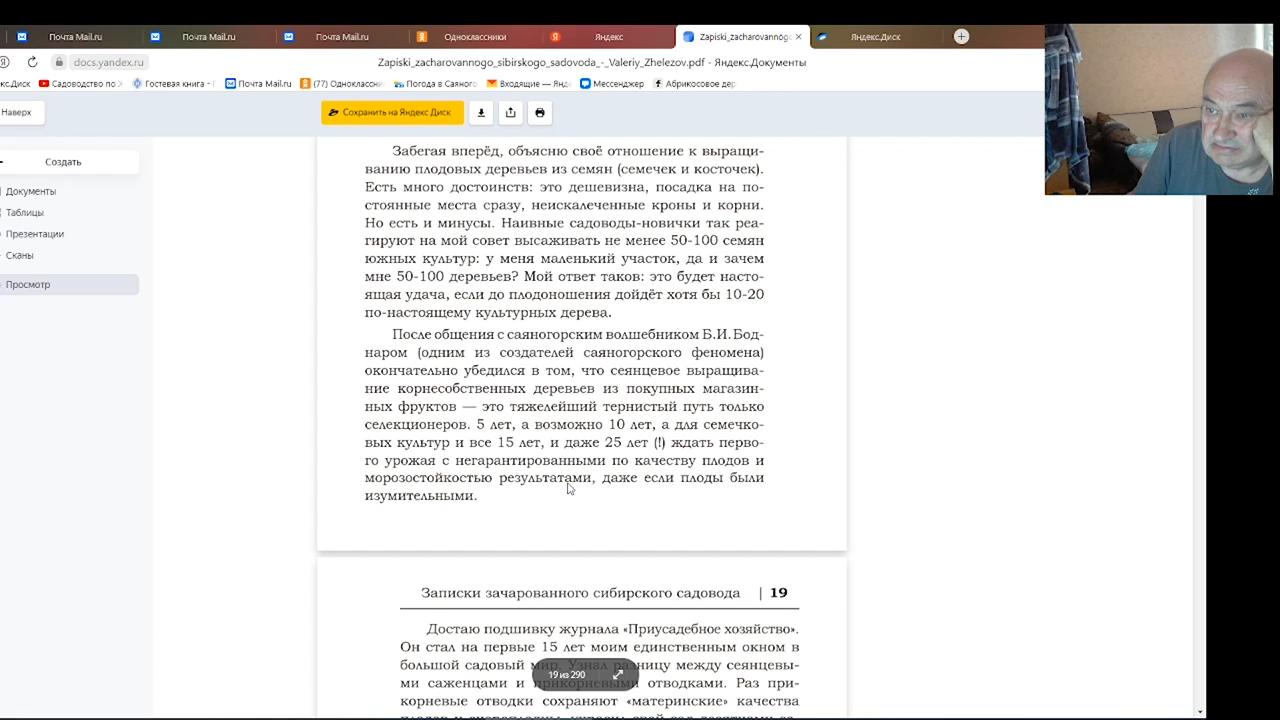 Почта Mail.ru
Почта Mail.ru
Почта Mail.ru
Одноклассники
Яндекс
Zapiski_zacharovannogo
Яндекс.Диск
docs.yandex.ru
Zapiski_zacharovannogo_sibirskogo_sadovoda_-_Valeriy_Zhelezov.pdf - Яндекс.Документы
кс.Диск
Садоводство по
Гостевая книга -
Почта Mail.ru
(77) Одноклассни
Погода в Саяного
Входящие — Янд
Мессенджер
Абрикосовое дер
Наверх
Сохранить на Яндекс Диск
Создать
Документы
Таблицы
Презентации
Сканы
Просмотр
Забегая вперёд, объясню своё отношение к выращи-
ванию плодовых деревьев из семян (семечек и косточек).
Есть много достоинств: это дешевизна, посадка на по-
стоянные места сразу, неискалеченные кроны и корни.
Но есть и минусы. Наивные садоводы-новички так реа-
гируют на мой совет высаживать не менее 50-100 семян
южных культур: у меня маленький участок, да и зачем
мне 50-100 деревьев? Мой ответ таков: это будет насто-
ящая удача, если до плодоношения дойдёт хотя бы 10-20
по-настоящему культурных дерева.
После общения с саяногорским волшебником Б.И. Бод-
наром (одним из создателей саяногорского феномена)
окончательно убедился в том, что сеянцевое выращива-
ние корнесобственных деревьев из покупных магазин-
ных фруктов — это тяжелейший тернистый путь только
селекционеров. 5 лет, а возможно 10 лет, а для семечко-
вых культур и все 15 лет, и даже 25 лет (!) ждать перво-
го урожая с негарантированными по качеству плодов и
морозостойкостью результатами, даже если плоды были
изумительными.
Записки зачарованного сибирского садовода | 19
Достаю подшивку журнала «Приусадебное хозяйство».
Он стал на первые 15 лет моим единственным окном в
большой садовый мир. Узнал разницу между сеянцевы-
ми саженцами и прикорневыми отводками. Раз при-
корневые отводки сохраняют «материнские» качества
19 из 290